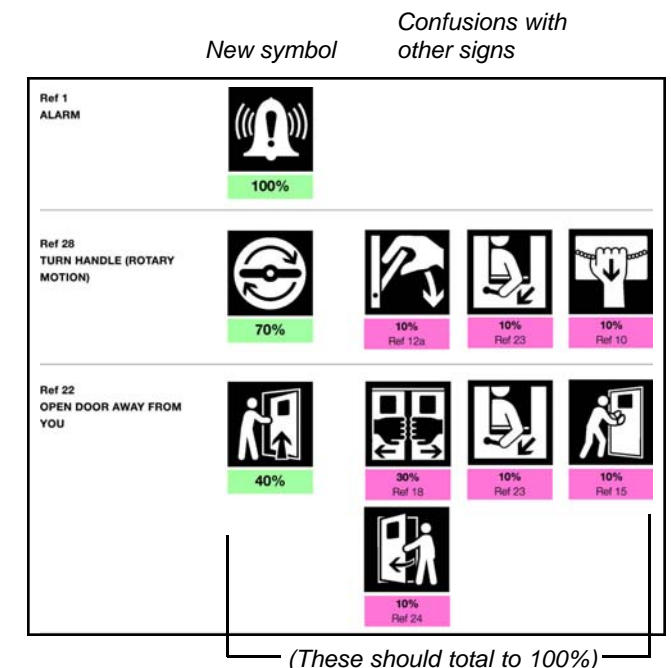 New symbol
Confusions with
other signs
Ref 1
ALARM
100%
Ref 28
TURN HANDLE (ROTARY
MOTION)
70%
10%
Ref 12a
10%
Ref 23
10%
Ref 10
Ref 22
OPEN DOOR AWAY FROM
YOU
40%
30%
Ref 18
10%
Ref 23
10%
Ref 15
10%
Ref 24
(These should total to 100%)